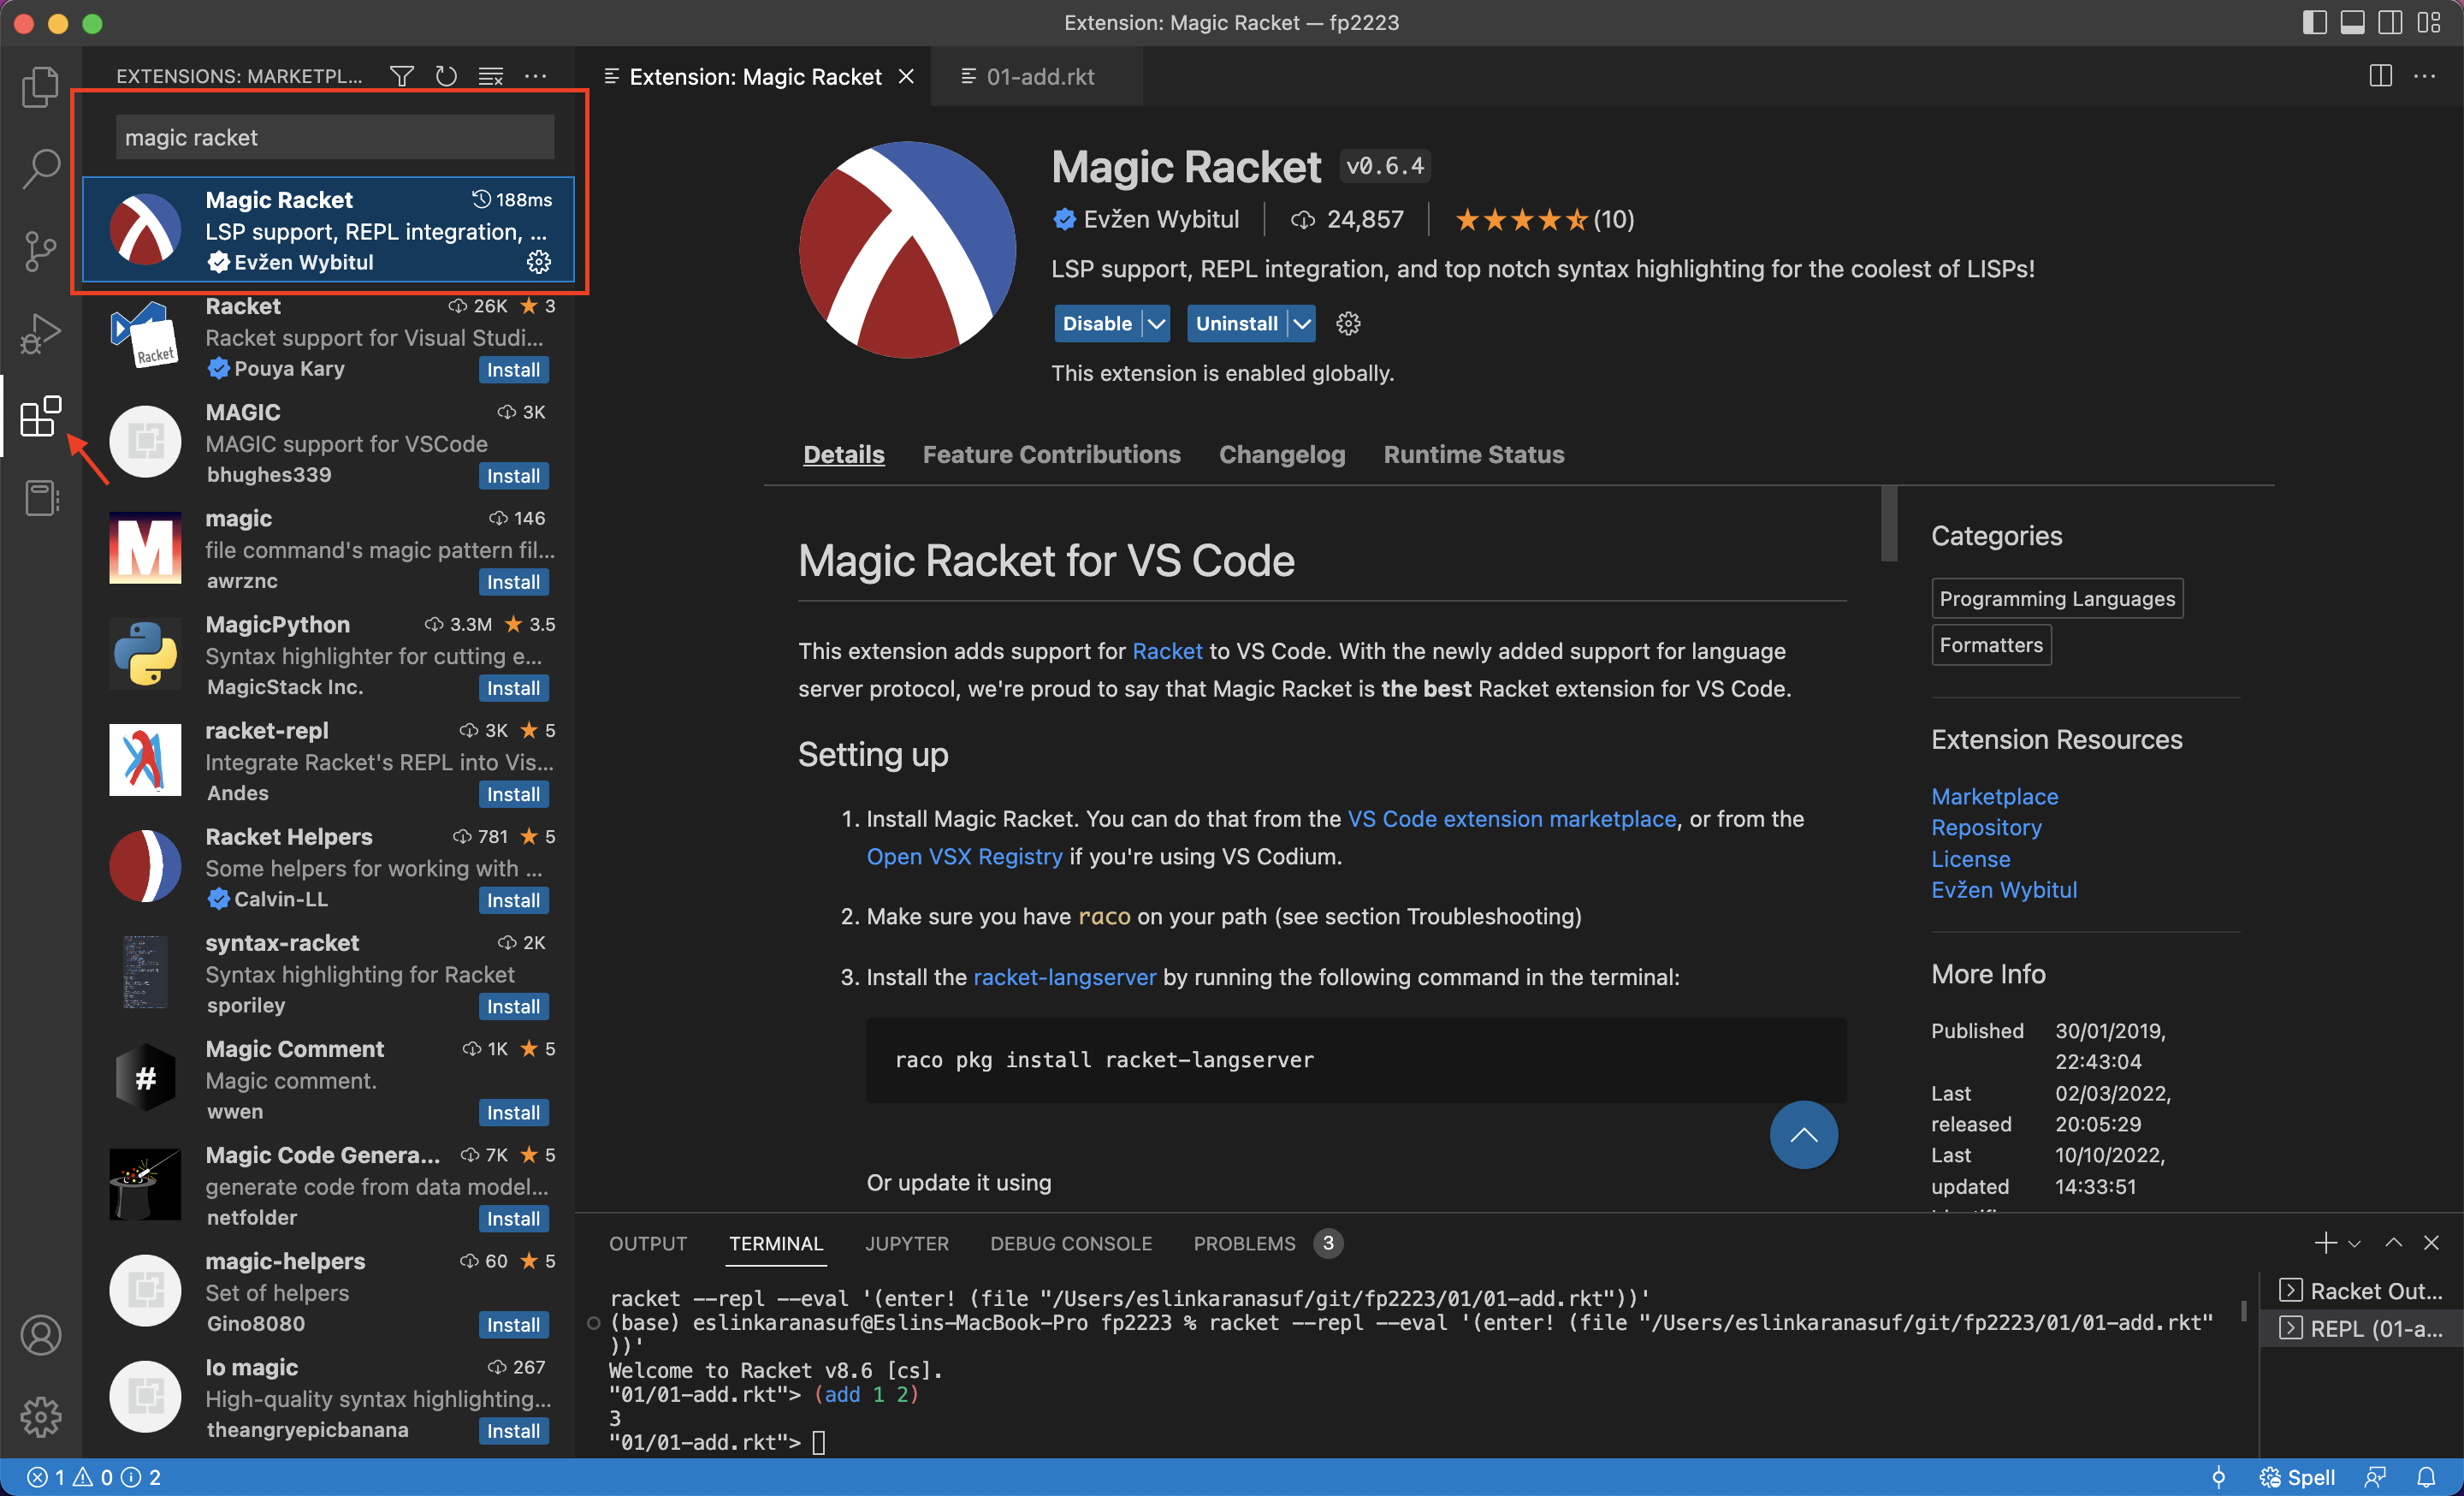 Extension: Magic Racket — fp2223
EXTENSIONS: MARKETPL...
magic racket
Magic Racket 188ms
LSP support, REPL integration, ...
Evžen Wybitul
Racket 26K 3
Racket support for Visual Studi...
Racket
Pouya Kary Install
MAGIC 3K
MAGIC support for VSCode
bhughes339 Install
magic 146
file command's magic pattern fil...
M
awrznc Install
MagicPython 3.3M 3.5
Syntax highlighter for cutting e...
MagicStack Inc. Install
racket-repl 3K 5
Integrate Racket's REPL into Vis...
Andes Install
Racket Helpers 781 5
Some helpers for working with ...
Calvin-LL Install
syntax-racket 2K
Syntax highlighting for Racket
sporiley Install
Magic Comment 1K 5
#
Magic comment.
wwen Install
Magic Code Genera... 7K 5
generate code from data model...
netfolder Install
magic-helpers 60 5
Set of helpers
Gino8080 Install
Io magic 267
High-quality syntax highlighting...
theangryepicbanana Install
Extension: Magic Racket 01-add.rkt
Magic Racket v0.6.4
Evžen Wybitul 24,857 (10)
LSP support, REPL integration, and top notch syntax highlighting for the coolest of LISPs!
Disable Uninstall
This extension is enabled globally.
Details Feature Contributions Changelog Runtime Status
Magic Racket for VS Code
This extension adds support for Racket to VS Code. With the newly added support for language
server protocol, we're proud to say that Magic Racket is the best Racket extension for VS Code.
Setting up
1. Install Magic Racket. You can do that from the VS Code extension marketplace, or from the
Open VSX Registry if you're using VS Codium.
2. Make sure you have raco on your path (see section Troubleshooting)
3. Install the racket-langserver by running the following command in the terminal:
raco pkg install racket-langserver
Or update it using
Categories
Programming Languages
Formatters
Extension Resources
Marketplace
Repository
License
Evžen Wybitul
More Info
Published 30/01/2019,
22:43:04
Last 02/03/2022,
released 20:05:29
Last 10/10/2022,
updated 14:33:51
OUTPUT TERMINAL JUPYTER DEBUG CONSOLE PROBLEMS 3
racket --repl --eval '(enter! (file "/Users/eslinkaranasuf/git/fp2223/01/01-add.rkt"))'
(base) eslinkaranasuf@Eslins-MacBook-Pro fp2223 % racket --repl --eval '(enter! (file "/Users/eslinkaranasuf/git/fp2223/01/01-add.rkt"
))'
Welcome to Racket v8.6 [cs].
"01/01-add.rkt"> (add 1 2)
3
"01/01-add.rkt">
Racket Out...
REPL (01-a...
1 0 2
Spell